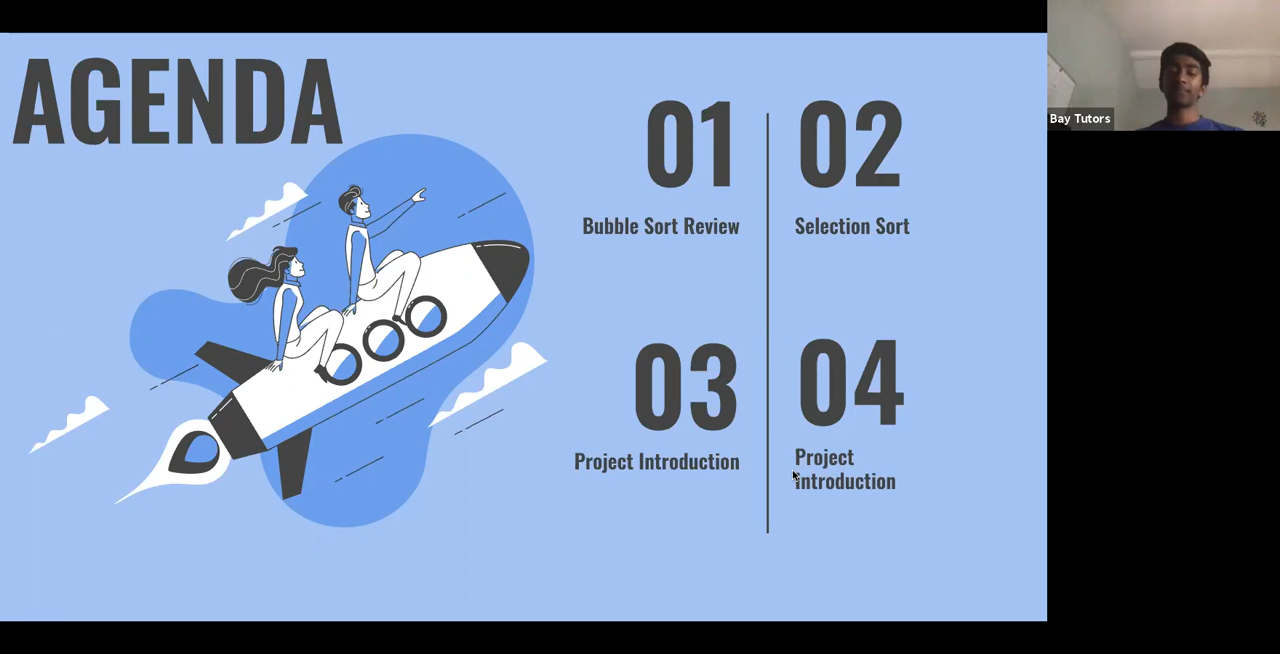 AGENDA
01
Bubble Sort Review
02
Selection Sort
03
Project Introduction
04
Project
Introduction
Bay Tutors